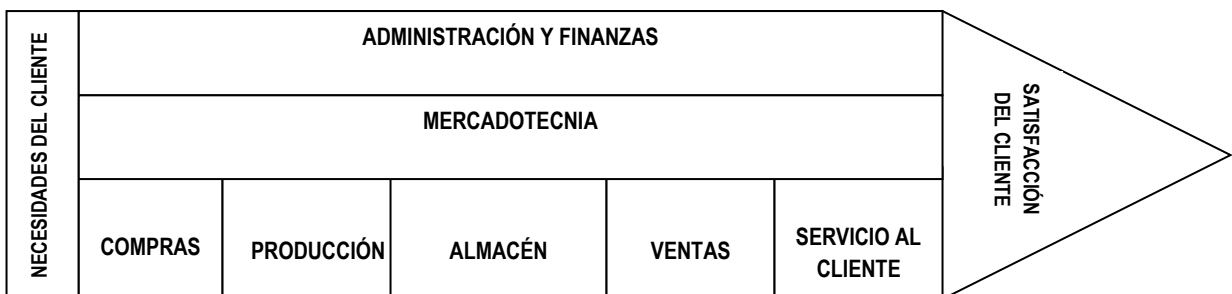 NECESIDADES DEL CLIENTE
ADMINISTRACIÓN Y FINANZAS
MERCADOTECNIA
COMPRAS
PRODUCCIÓN
ALMACÉN
VENTAS
SERVICIO AL
CLIENTE
SATISFACCIÓN
DEL CLIENTE